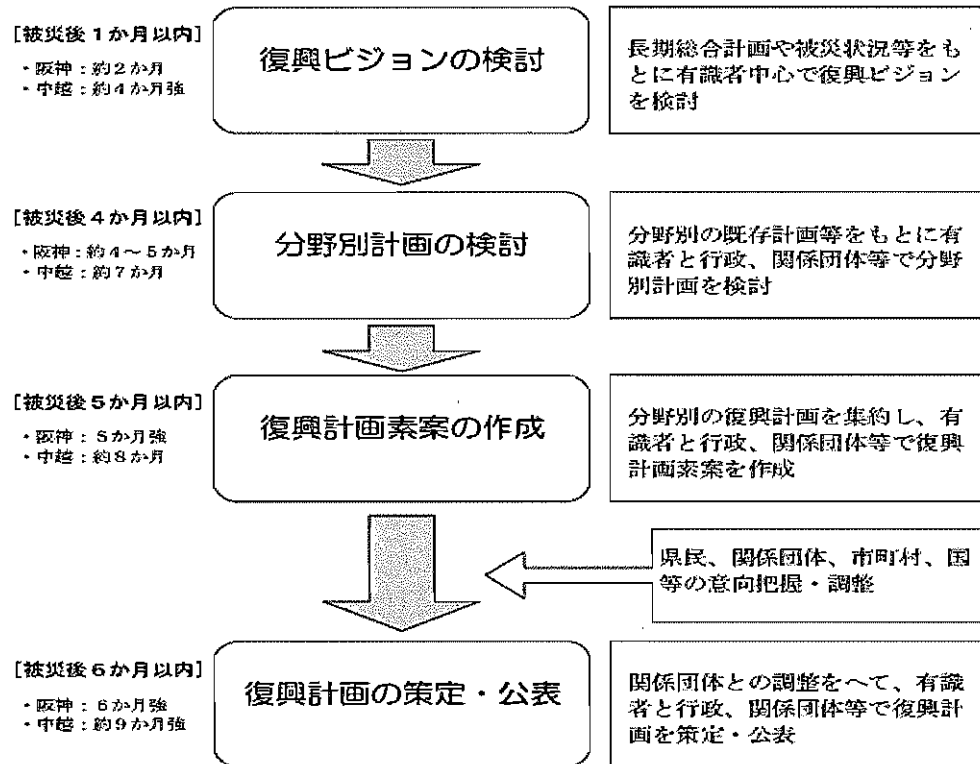 [被災後1か月以内]
・阪神：約2か月
・中越：約4か月強
復興ビジョンの検討
長期総合計画や被災状況等をも
とに有識者中心で復興ビジョン
を検討
[被災後4か月以内]
・阪神：約4～5か月
・中越：約7か月
分野別計画の検討
分野別の既存計画等をもとに有
識者と行政、関係団体等で分野
別計画を検討
[被災後5か月以内]
・阪神：5か月強
・中越：約8か月
復興計画素案の作成
分野別の復興計画を集約し、有
識者と行政、関係団体等で復興
計画素案を作成
県民、関係団体、市町村、国
等の意向把握・調整
[被災後6か月以内]
・阪神：6か月強
・中越：約9か月強
復興計画の策定・公表
関係団体との調整をへて、有識
者と行政、関係団体等で復興計
画を策定・公表